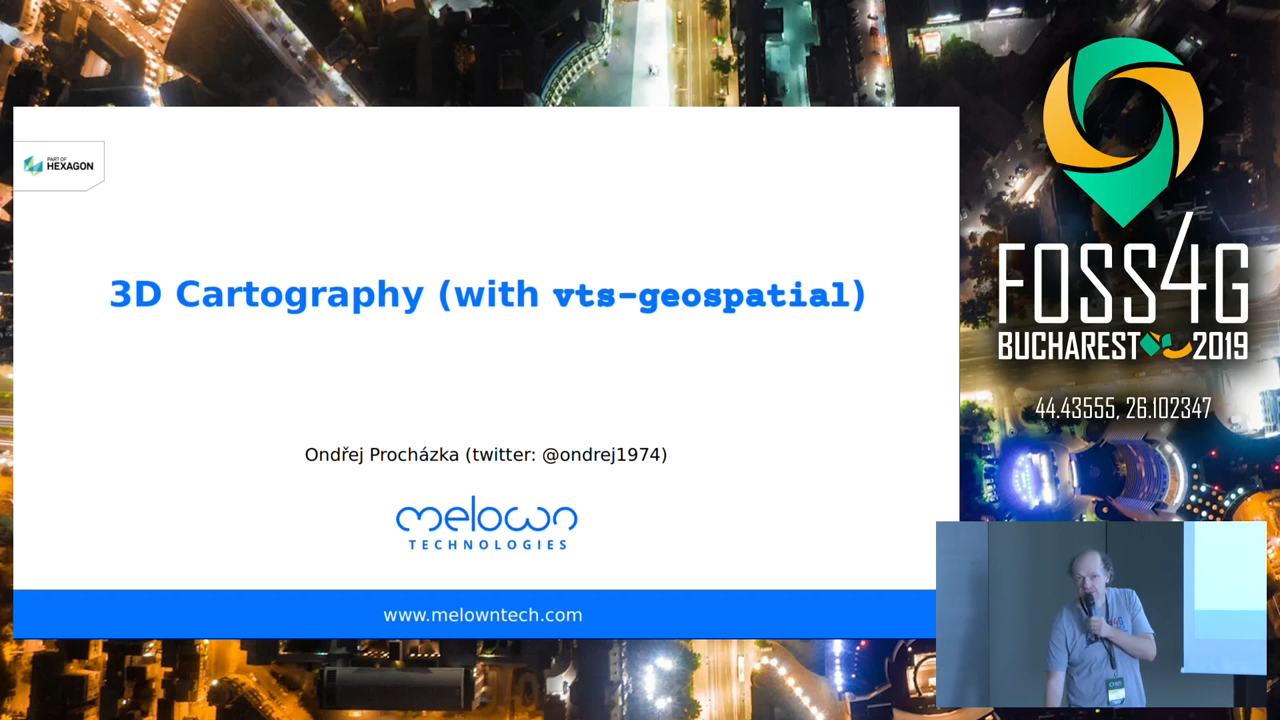 PART OF
HEXAGON
3D Cartography (with vts-geospatial)
Ondřej Procházka (twitter: @ondrej1974)
melown
TECHNOLOGIES
www.melowntech.com
FOSS4G
BUCHAREST 2019
44.43555, 26.102347